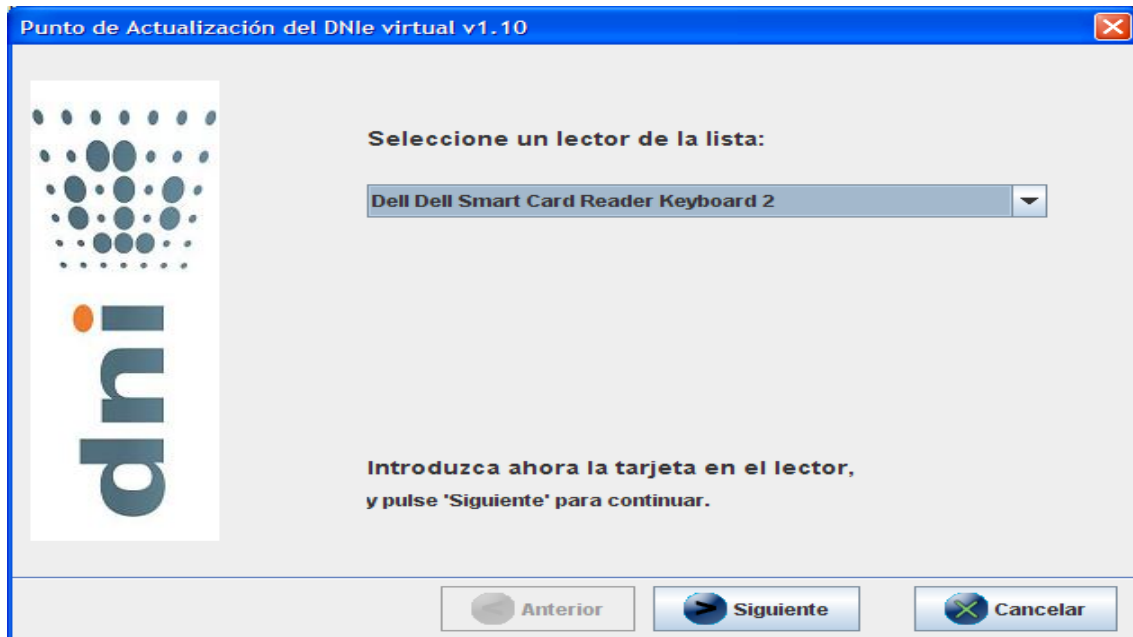 Punto de Actualización del DNIe virtual v1.10
dni
Seleccione un lector de la lista:
Dell Dell Smart Card Reader Keyboard 2
Introduzca ahora la tarjeta en el lector,
y pulse 'Siguiente' para continuar.
Anterior
Siguiente
Cancelar